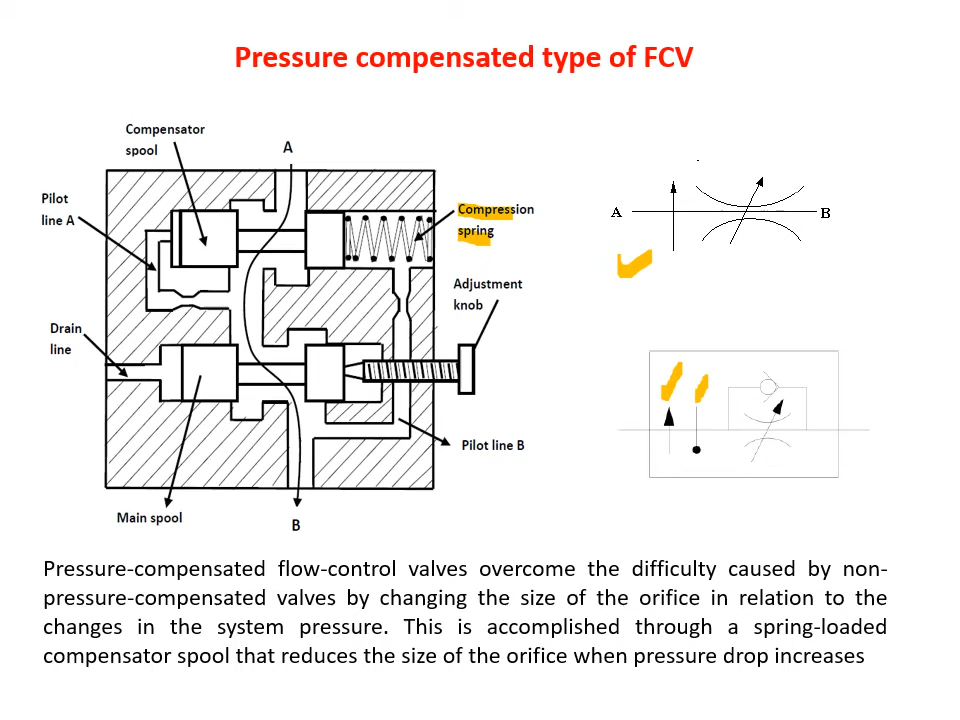 Pressure compensated type of FCV
Compensator
spool
A
Pilot
line A
Compression
spring
A
B
Adjustment
knob
Drain
line
Pilot line B
Main spool
B
Pressure-compensated flow-control valves overcome the difficulty caused by non-
pressure-compensated valves by changing the size of the orifice in relation to the
changes in the system pressure. This is accomplished through a spring-loaded
compensator spool that reduces the size of the orifice when pressure drop increases